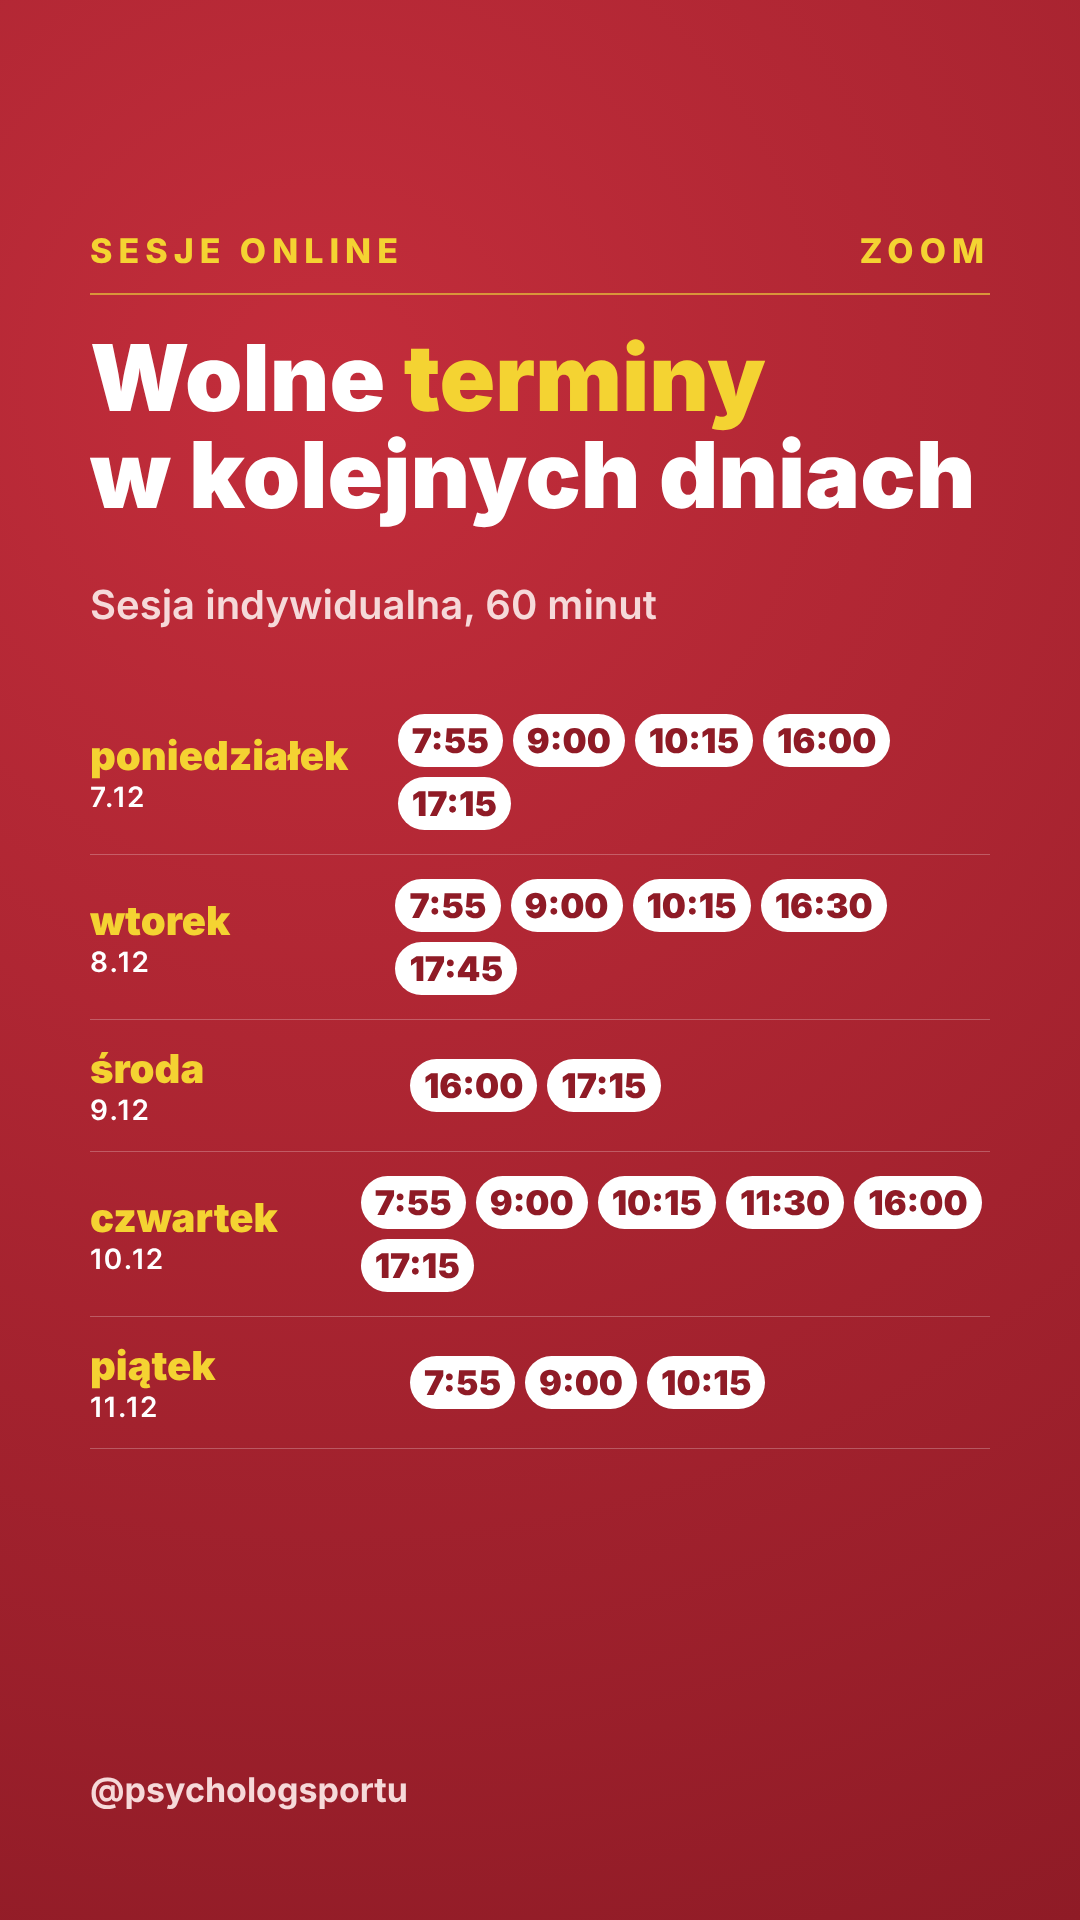 SESJE ONLINE ZOOM
Wolne terminy
w kolejnych dniach
Sesja indywidualna, 60 minut
poniedziałek
7.12
7:55 9:00 10:15 16:00
17:15
wtorek
8.12
7:55 9:00 10:15 16:30
17:45
środa
9.12
16:00 17:15
czwartek
10.12
7:55 9:00 10:15 11:30 16:00
17:15
piątek
11.12
7:55 9:00 10:15
@psychologsportu